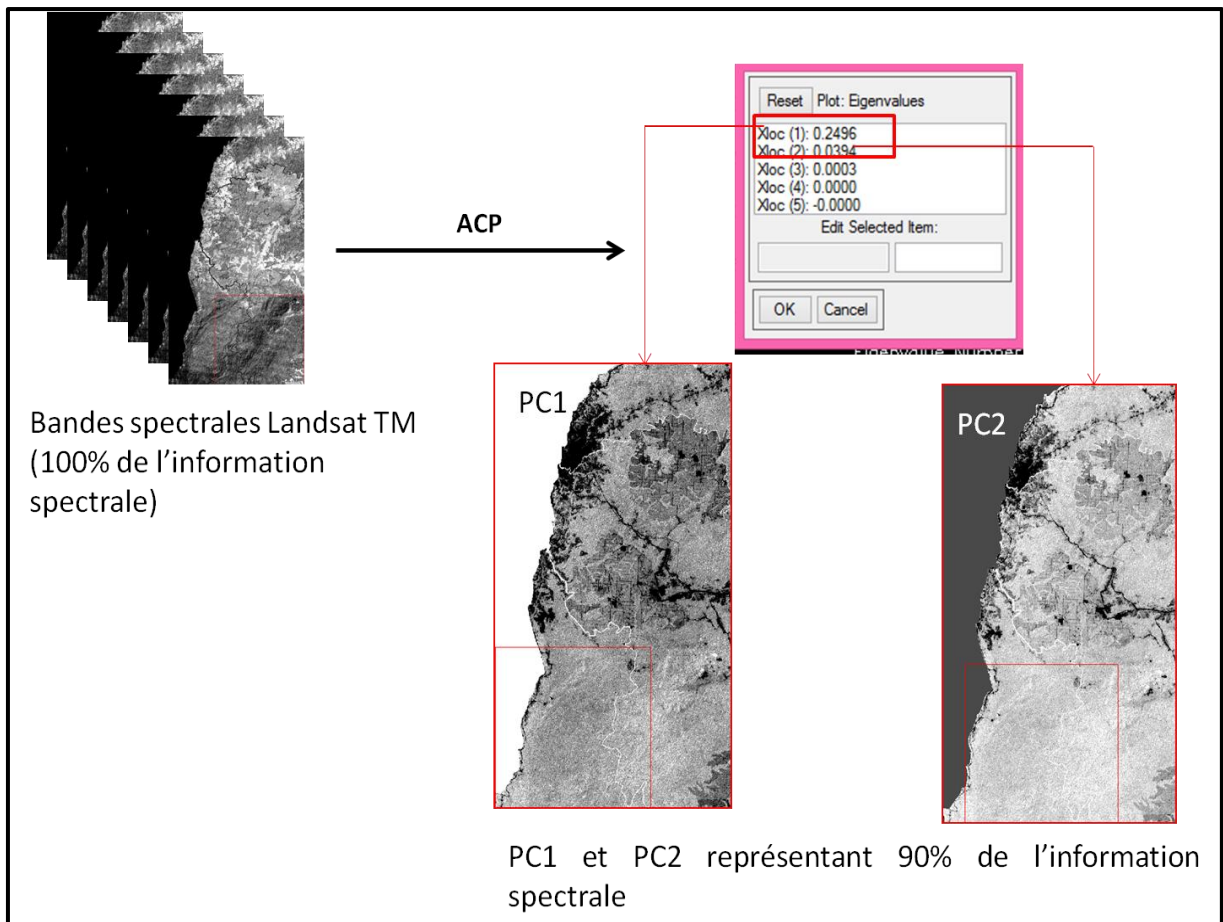 ACP
Reset Plot: Eigenvalues
Xloc (1): 0.2496
Xloc (2): 0.0394
Xloc (3): 0.0003
Xloc (4): 0.0000
Xloc (5): -0.0000
Edit Selected Item:
OK Cancel
Eigenvalue Number
Bandes spectrales Landsat TM
(100% de l’information
spectrale)
PC1
PC2
PC1 et PC2 représentant 90% de l’information
spectrale